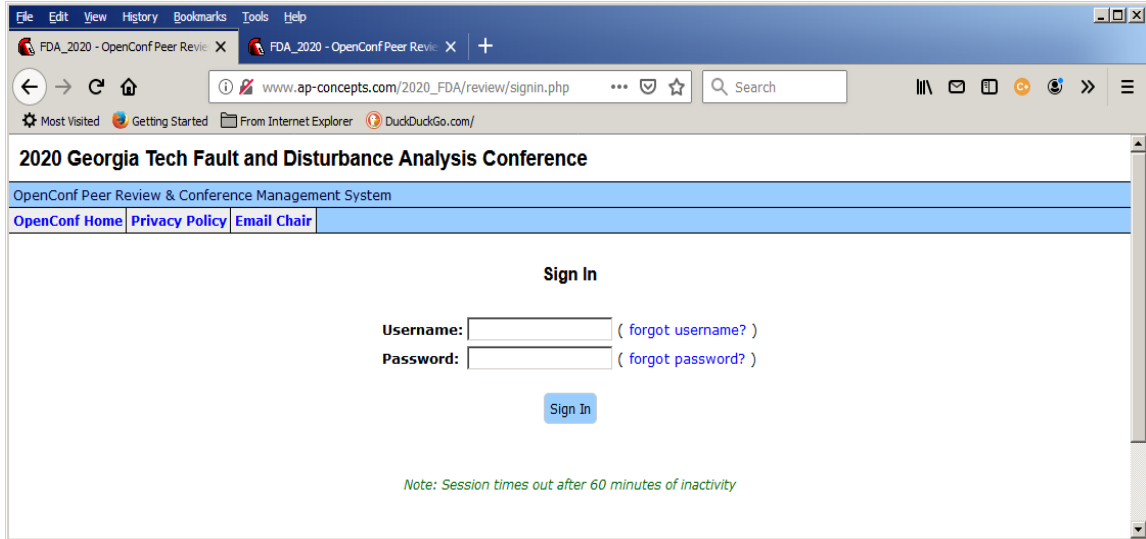 File Edit View History Bookmarks Tools Help
FDA_2020 - OpenConf Peer Revie FDA_2020 - OpenConf Peer Revie
www.ap-concepts.com/2020_FDA/review/signin.php Search
Most Visited Getting Started From Internet Explorer DuckDuckGo.com/
2020 Georgia Tech Fault and Disturbance Analysis Conference
OpenConf Peer Review & Conference Management System
OpenConf Home Privacy Policy Email Chair
Sign In
Username: ( forgot username? )
Password: ( forgot password? )
Sign In
Note: Session times out after 60 minutes of inactivity